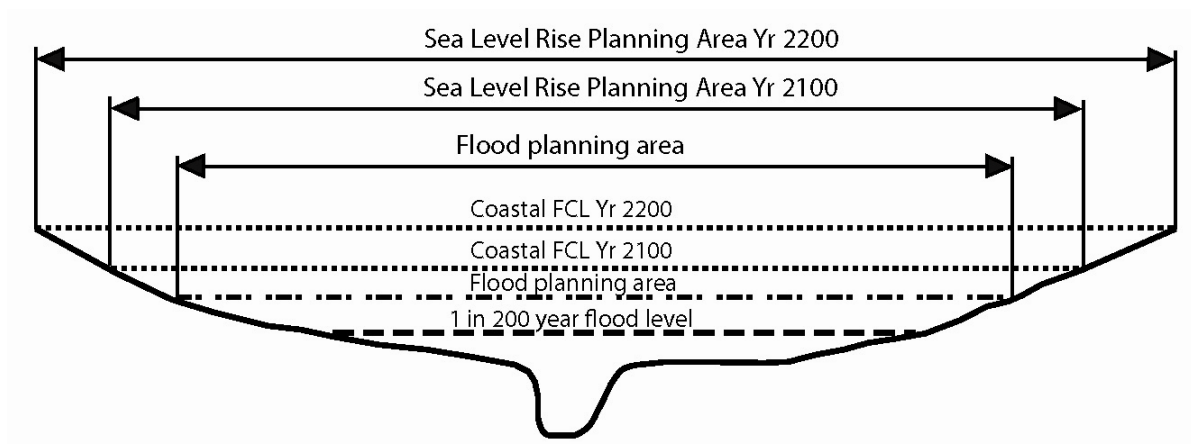 Sea Level Rise Planning Area Yr 2200
Sea Level Rise Planning Area Yr 2100
Flood planning area
Coastal FCL Yr 2200
Coastal FCL Yr 2100
Flood planning area
1 in 200 year flood level